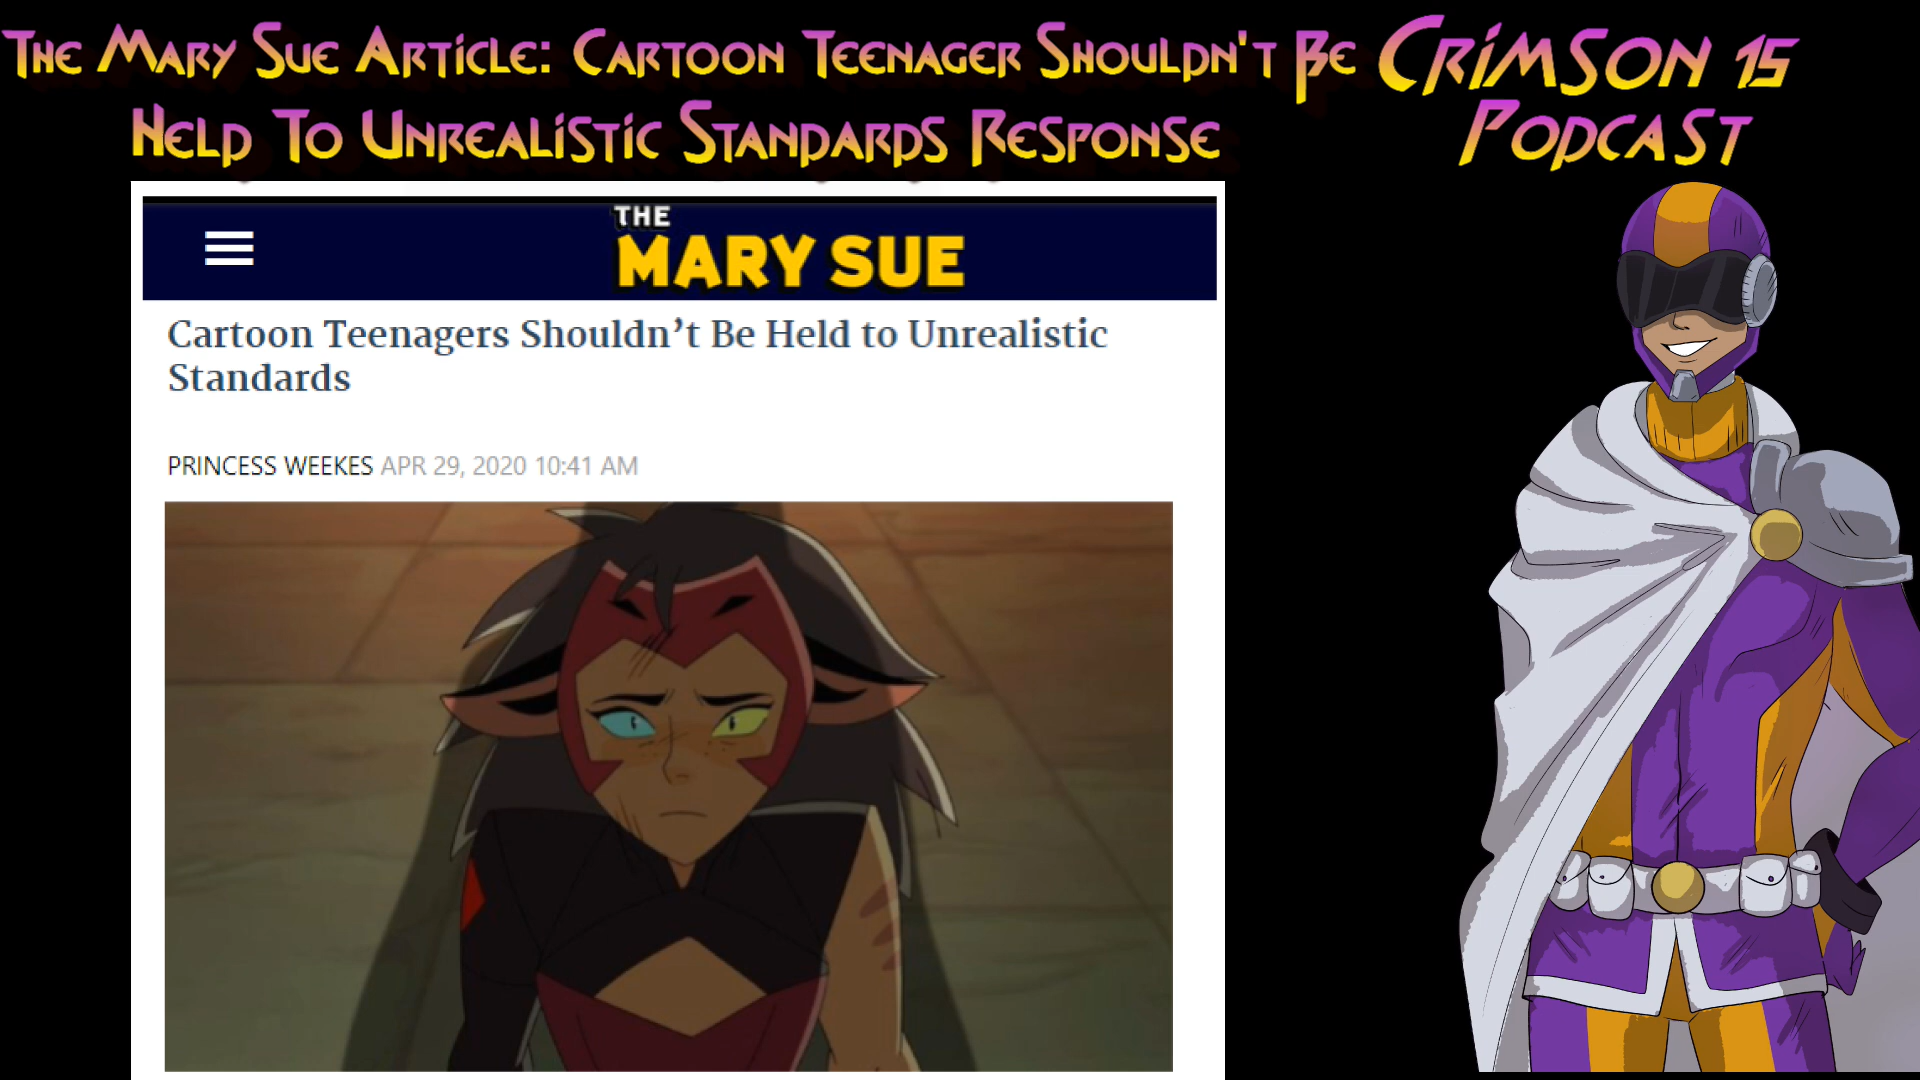 The Mary Sue Article: Cartoon Teenager Shouldn't Be
Help To Unrealistic Standards Response
Crimson 15
Podcast
THE
MARY SUE
Cartoon Teenagers Shouldn’t Be Held to Unrealistic
Standards
PRINCESS WEEKES APR 29, 2020 10:41 AM